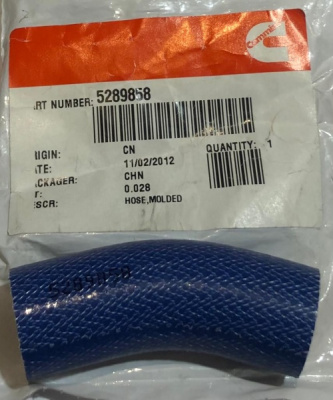 Cummins
ART NUMBER: 5289858
RIGIN: CN QUANTITY: 1
ATE: 11/02/2012
ACKAGER: CHN
T: 0.028
ESCR: HOSE,MOLDED
5289858